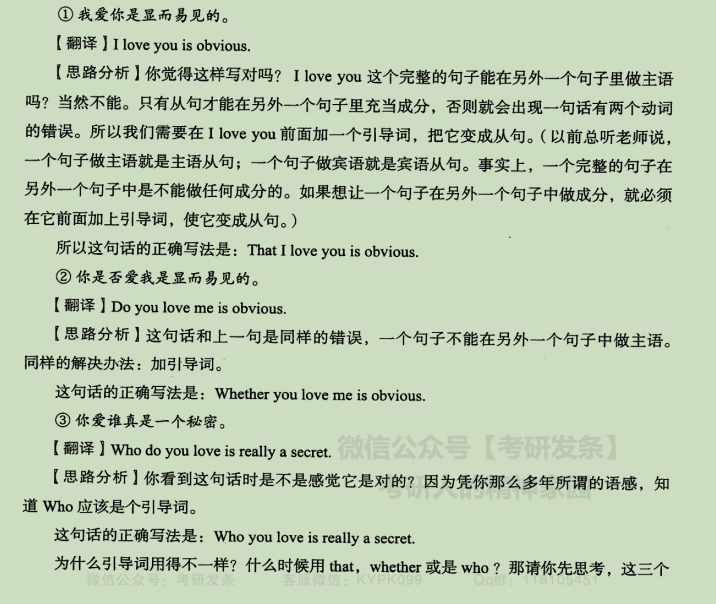 ① 我爱你是显而易见的。
【翻译】I love you is obvious.
【思路分析】你觉得这样写对吗？ I love you 这个完整的句子能在另外一个句子里做主语
吗？当然不能。只有从句才能在另外一个句子里充当成分，否则就会出现一句话有两个动词
的错误。所以我们需要在 I love you 前面加一个引导词，把它变成从句。（以前总听老师说，
一个句子做主语就是主语从句；一个句子做宾语就是宾语从句。事实上，一个完整的句子在
另外一个句子中是不能做任何成分的。如果想让一个句子在另外一个句子中做成分，就必须
在它前面加上引导词，使它变成从句。）
所以这句话的正确写法是：That I love you is obvious.
② 你是否爱我是显而易见的。
【翻译】Do you love me is obvious.
【思路分析】这句话和上一句是同样的错误，一个句子不能在另外一个句子中做主语。
同样的解决办法：加引导词。
这句话的正确写法是：Whether you love me is obvious.
③ 你爱谁真是一个秘密。
【翻译】Who do you love is really a secret.
微信公众号【考研发条】
【思路分析】你看到这句话时是不是感觉它是对的？因为凭你那么多年所谓的语感，知
考研人的精神家园
道 Who 应该是个引导词。
这句话的正确写法是：Who you love is really a secret.
为什么引导词用得不一样？什么时候用 that，whether 或是 who？那请你先思考，这三个
微信公众号：考研发条 客服微信：KYPK099 Qq群：118105451